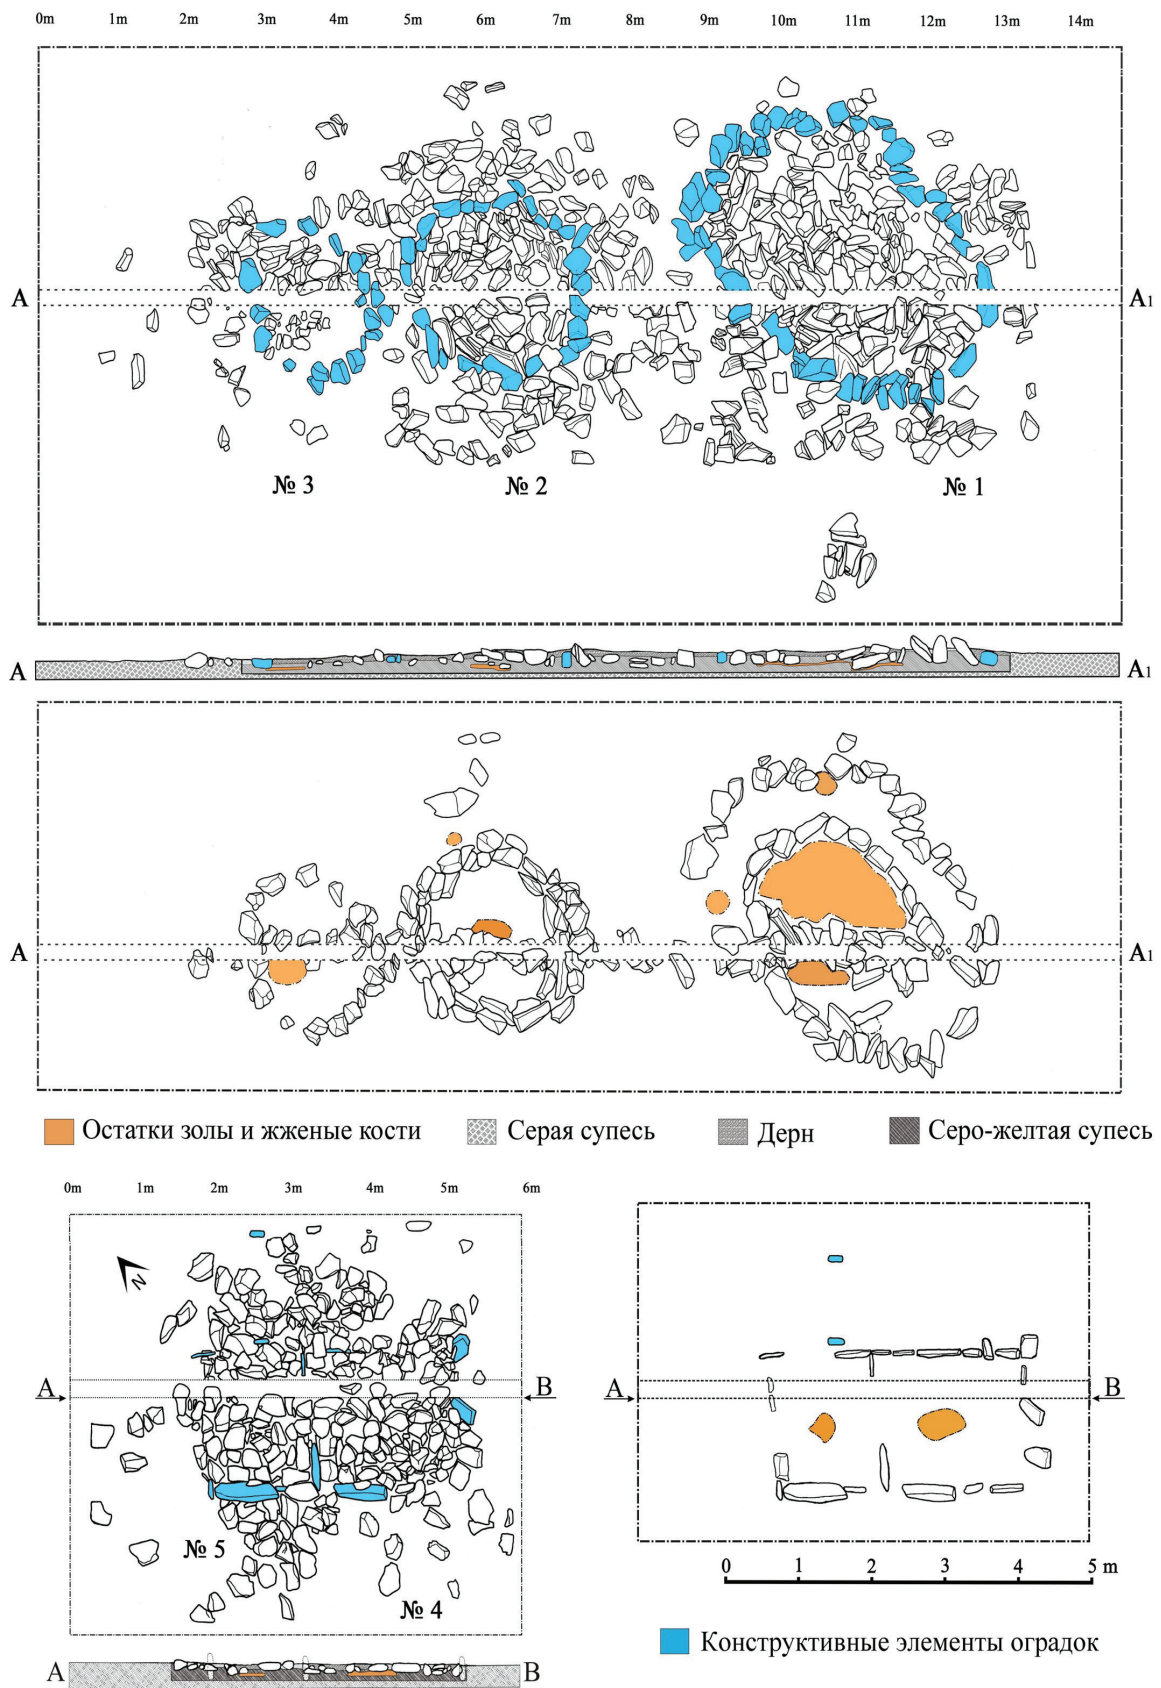 0m 1m 2m 3m 4m 5m 6m 7m 8m 9m 10m 11m 12m 13m 14m
A A1
№ 3 № 2 № 1
A A1
A A1
Остатки золы и жженые кости Серая супесь Дерн Серо-желтая супесь
0m 1m 2m 3m 4m 5m 6m
N
A B A B
№ 5
№ 4
0 1 2 3 4 5 m
Конструктивные элементы оградок
A B